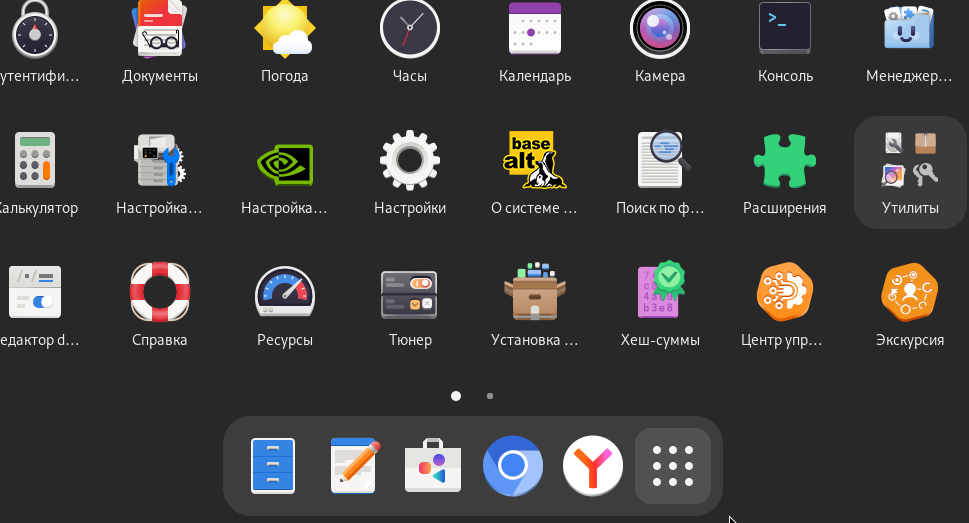 утентифи…
Документы
Погода
Часы
Календарь
Камера
Консоль
Менеджер…
Калькулятор
Настройка…
Настройка…
Настройки
base
alt
О системе …
Поиск по ф…
Расширения
Утилиты
едактор d…
Справка
Ресурсы
Тюнер
Установка …
Хеш-суммы
Центр упр…
Экскурсия